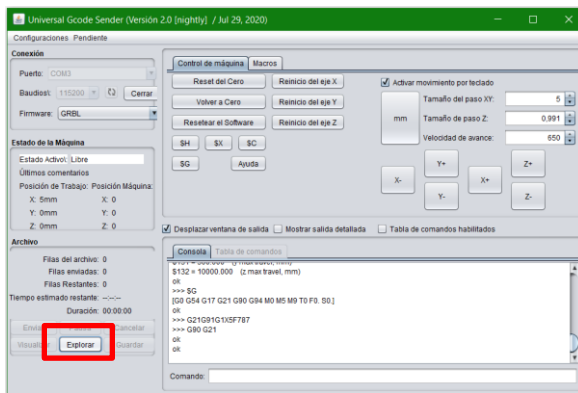 Universal Gcode Sender (Versión 2.0 [nightly] / Jul 29, 2020)
Configuraciones Pendiente
Conexión
Puerto: COM3
Baudios\: 115200
Cerrar
Firmware: GRBL
Estado de la Máquina
Estado Activo\: Libre
Últimos comentarios
Posición de Trabajo: Posición Máquina:
X: 5mm X: 0
Y: 0mm Y: 0
Z: 0mm Z: 0
Archivo
Filas del archivo: 0
Filas enviadas: 0
Filas Restantes: 0
Tiempo estimado restante: --:--:--
Duración: 00:00:00
Cancelar
Explorar
Guardar
Control de máquina Macros
Reset del Cero Reinicio del eje X
Volver a Cero Reinicio del eje Y
Resetear el Software Reinicio del eje Z
$H $X $C
$G Ayuda
Activar movimiento por teclado
mm
Tamaño del paso XY: 5
Tamaño de paso Z: 0,991
Velocidad de avance: 650
Y+ Z+
X- X+
Y- Z-
Desplazar ventana de salida Mostrar salida detallada Tabla de comandos habilitados
Consola Tabla de comandos
$132 = 10000.000 (z max travel, mm)
ok
>>> $G
[G0 G54 G17 G21 G90 G94 M0 M5 M9 T0 F0. S0.]
ok
>>> G21G91G1X5F787
>>> G90 G21
ok
ok
Comando: